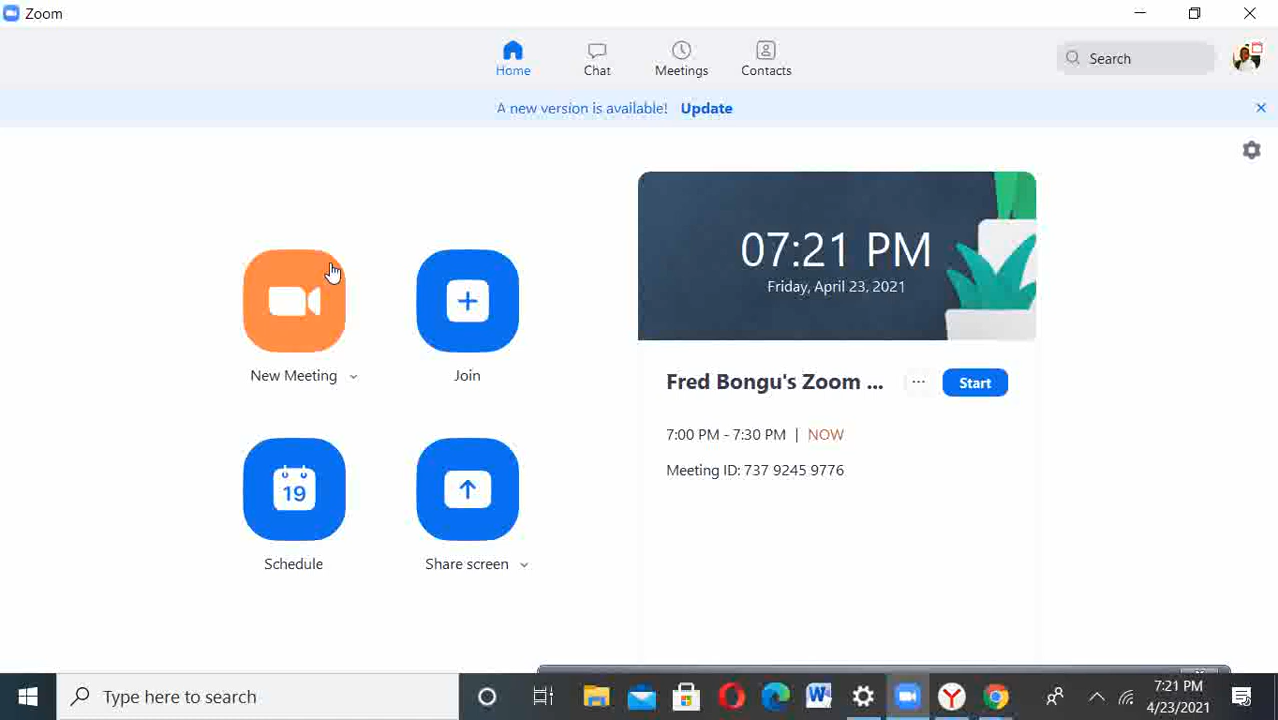 Zoom
Home
Chat
Meetings
Contacts
Search
A new version is available! Update
07:21 PM
Friday, April 23, 2021
New Meeting
Join
Fred Bongu's Zoom ...
...
Start
7:00 PM - 7:30 PM | NOW
Meeting ID: 737 9245 9776
19
Schedule
Share screen
Type here to search
7:21 PM
4/23/2021